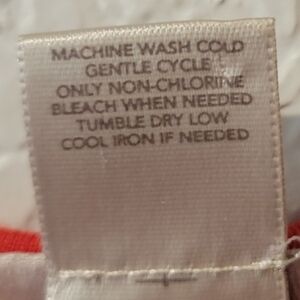 MACHINE WASH COLD
GENTLE CYCLE
ONLY NON-CHLORINE
BLEACH WHEN NEEDED
TUMBLE DRY LOW
COOL IRON IF NEEDED